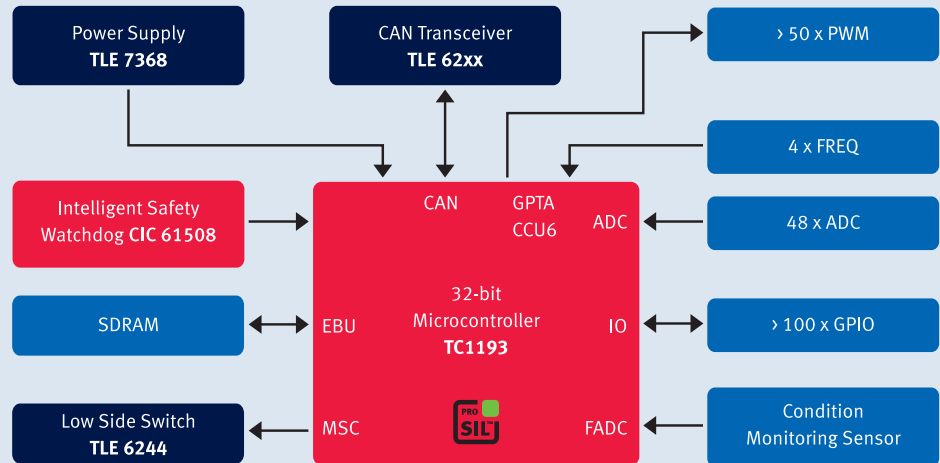 Power Supply
TLE 7368
CAN Transceiver
TLE 62xx
› 50 x PWM
4 x FREQ
Intelligent Safety
Watchdog CIC 61508
CAN
GPTA
CCU6
ADC
48 x ADC
SDRAM
EBU
32-bit
Microcontroller
TC1193
IO
› 100 x GPIO
Low Side Switch
TLE 6244
MSC
PRO
SIL™
FADC
Condition
Monitoring Sensor